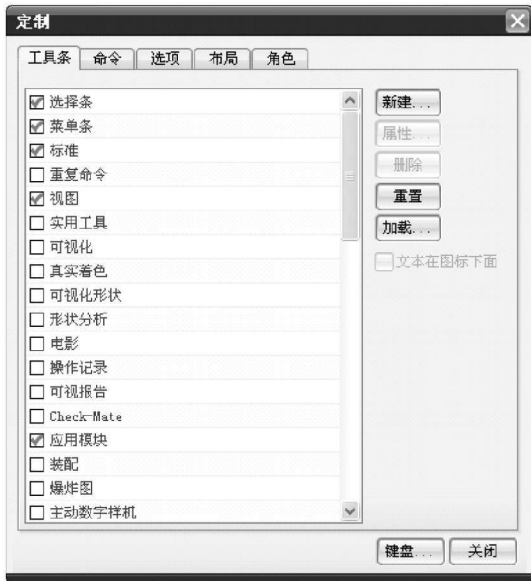 定制
工具条 命令 选项 布局 角色
选择条
菜单条
标准
重复命令
视图
实用工具
可视化
真实着色
可视化形状
形状分析
电影
操作记录
可视报告
Check-Mate
应用模块
装配
爆炸图
主动数字样机
新建...
属性...
删除
重置
加载...
文本在图标下面
键盘... 关闭